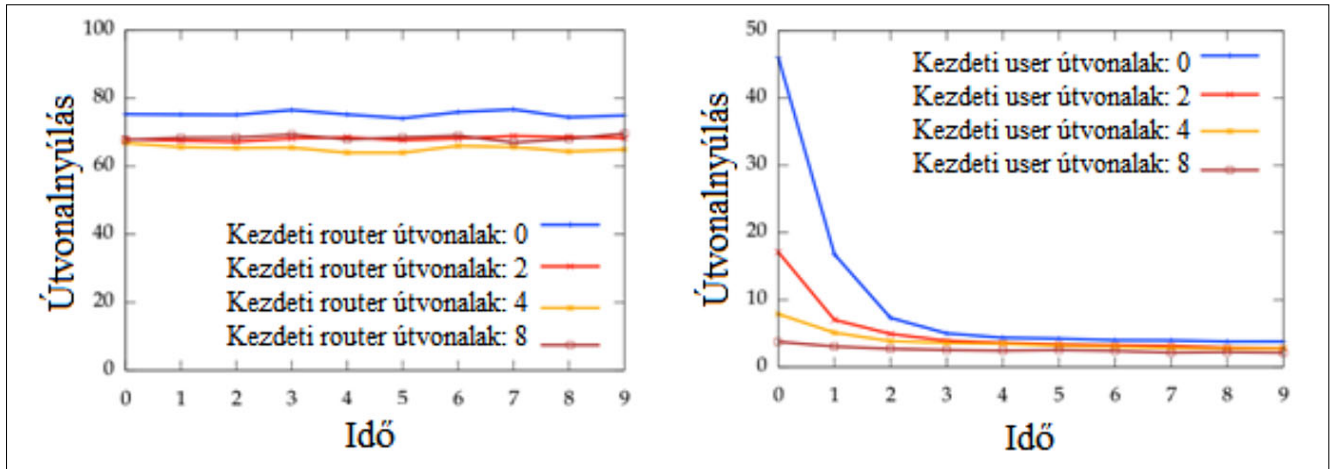 100
80
60
40
20
0
Útvonalnyúlás
Kezdeti router útvonalak: 0
Kezdeti router útvonalak: 2
Kezdeti router útvonalak: 4
Kezdeti router útvonalak: 8
0 1 2 3 4 5 6 7 8 9
Idő
50
40
30
20
10
0
Útvonalnyúlás
Kezdeti user útvonalak: 0
Kezdeti user útvonalak: 2
Kezdeti user útvonalak: 4
Kezdeti user útvonalak: 8
0 1 2 3 4 5 6 7 8 9
Idő